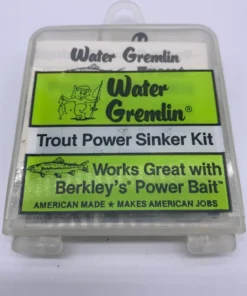 Water Gremlin
Water
Gremlin®
Trout Power Sinker Kit
Works Great with
Berkley's® Power Bait™
AMERICAN MADE ★ MAKES AMERICAN JOBS